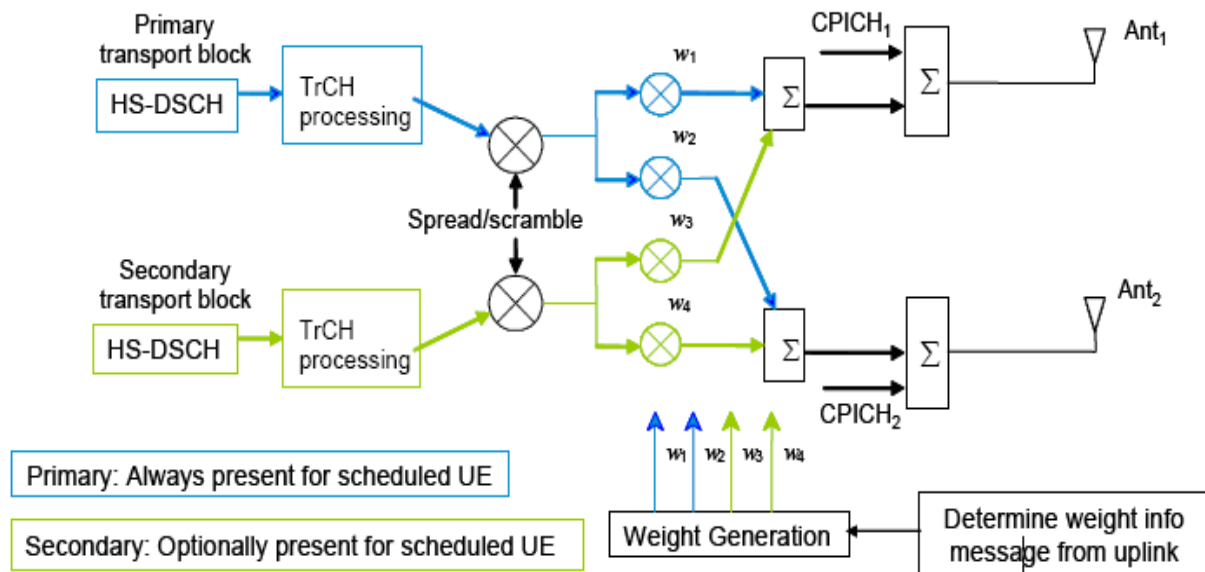 Primary
transport block
HS-DSCH
TrCH
processing
w1
w2
Σ
CPICH1
Σ
Ant1
Spread/scramble
Secondary
transport block
HS-DSCH
TrCH
processing
w3
w4
Σ
CPICH2
Σ
Ant2
w1 w2 w3 w4
Primary: Always present for scheduled UE
Secondary: Optionally present for scheduled UE
Weight Generation
Determine weight info
message from uplink